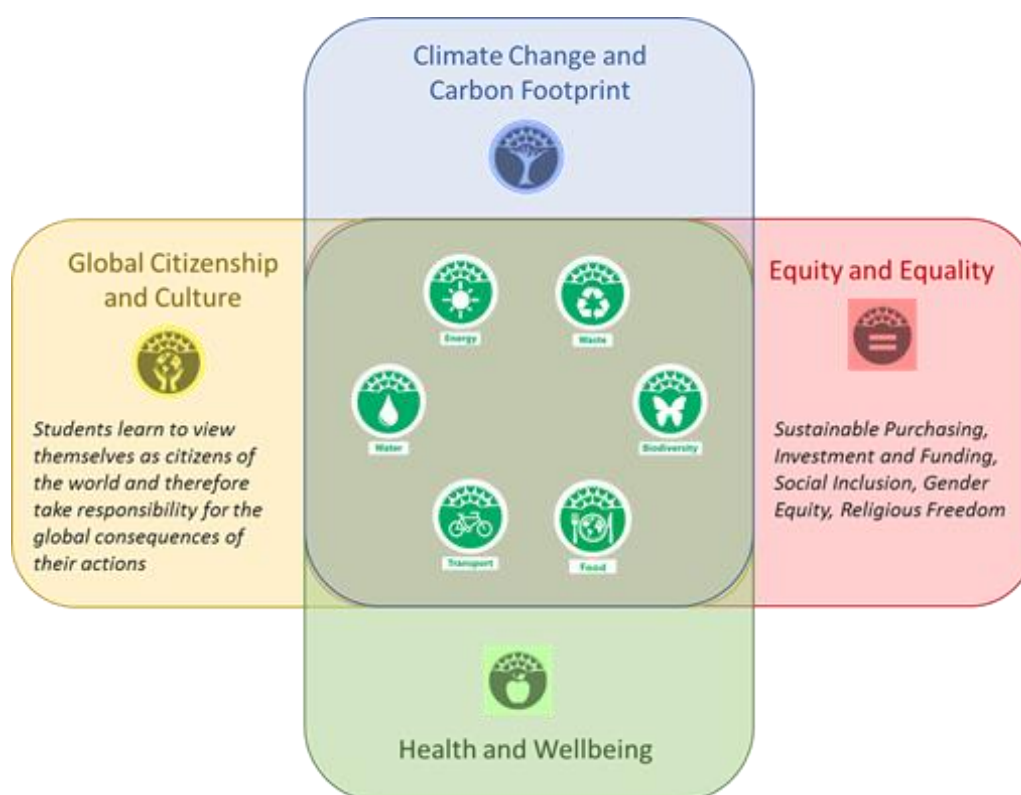 Climate Change and
Carbon Footprint
Global Citizenship
and Culture
Students learn to view
themselves as citizens of
the world and therefore
take responsibility for the
global consequences of
their actions
Energy
Waste
Water
Biodiversity
Transport
Food
Equity and Equality
Sustainable Purchasing,
Investment and Funding,
Social Inclusion, Gender
Equity, Religious Freedom
Health and Wellbeing